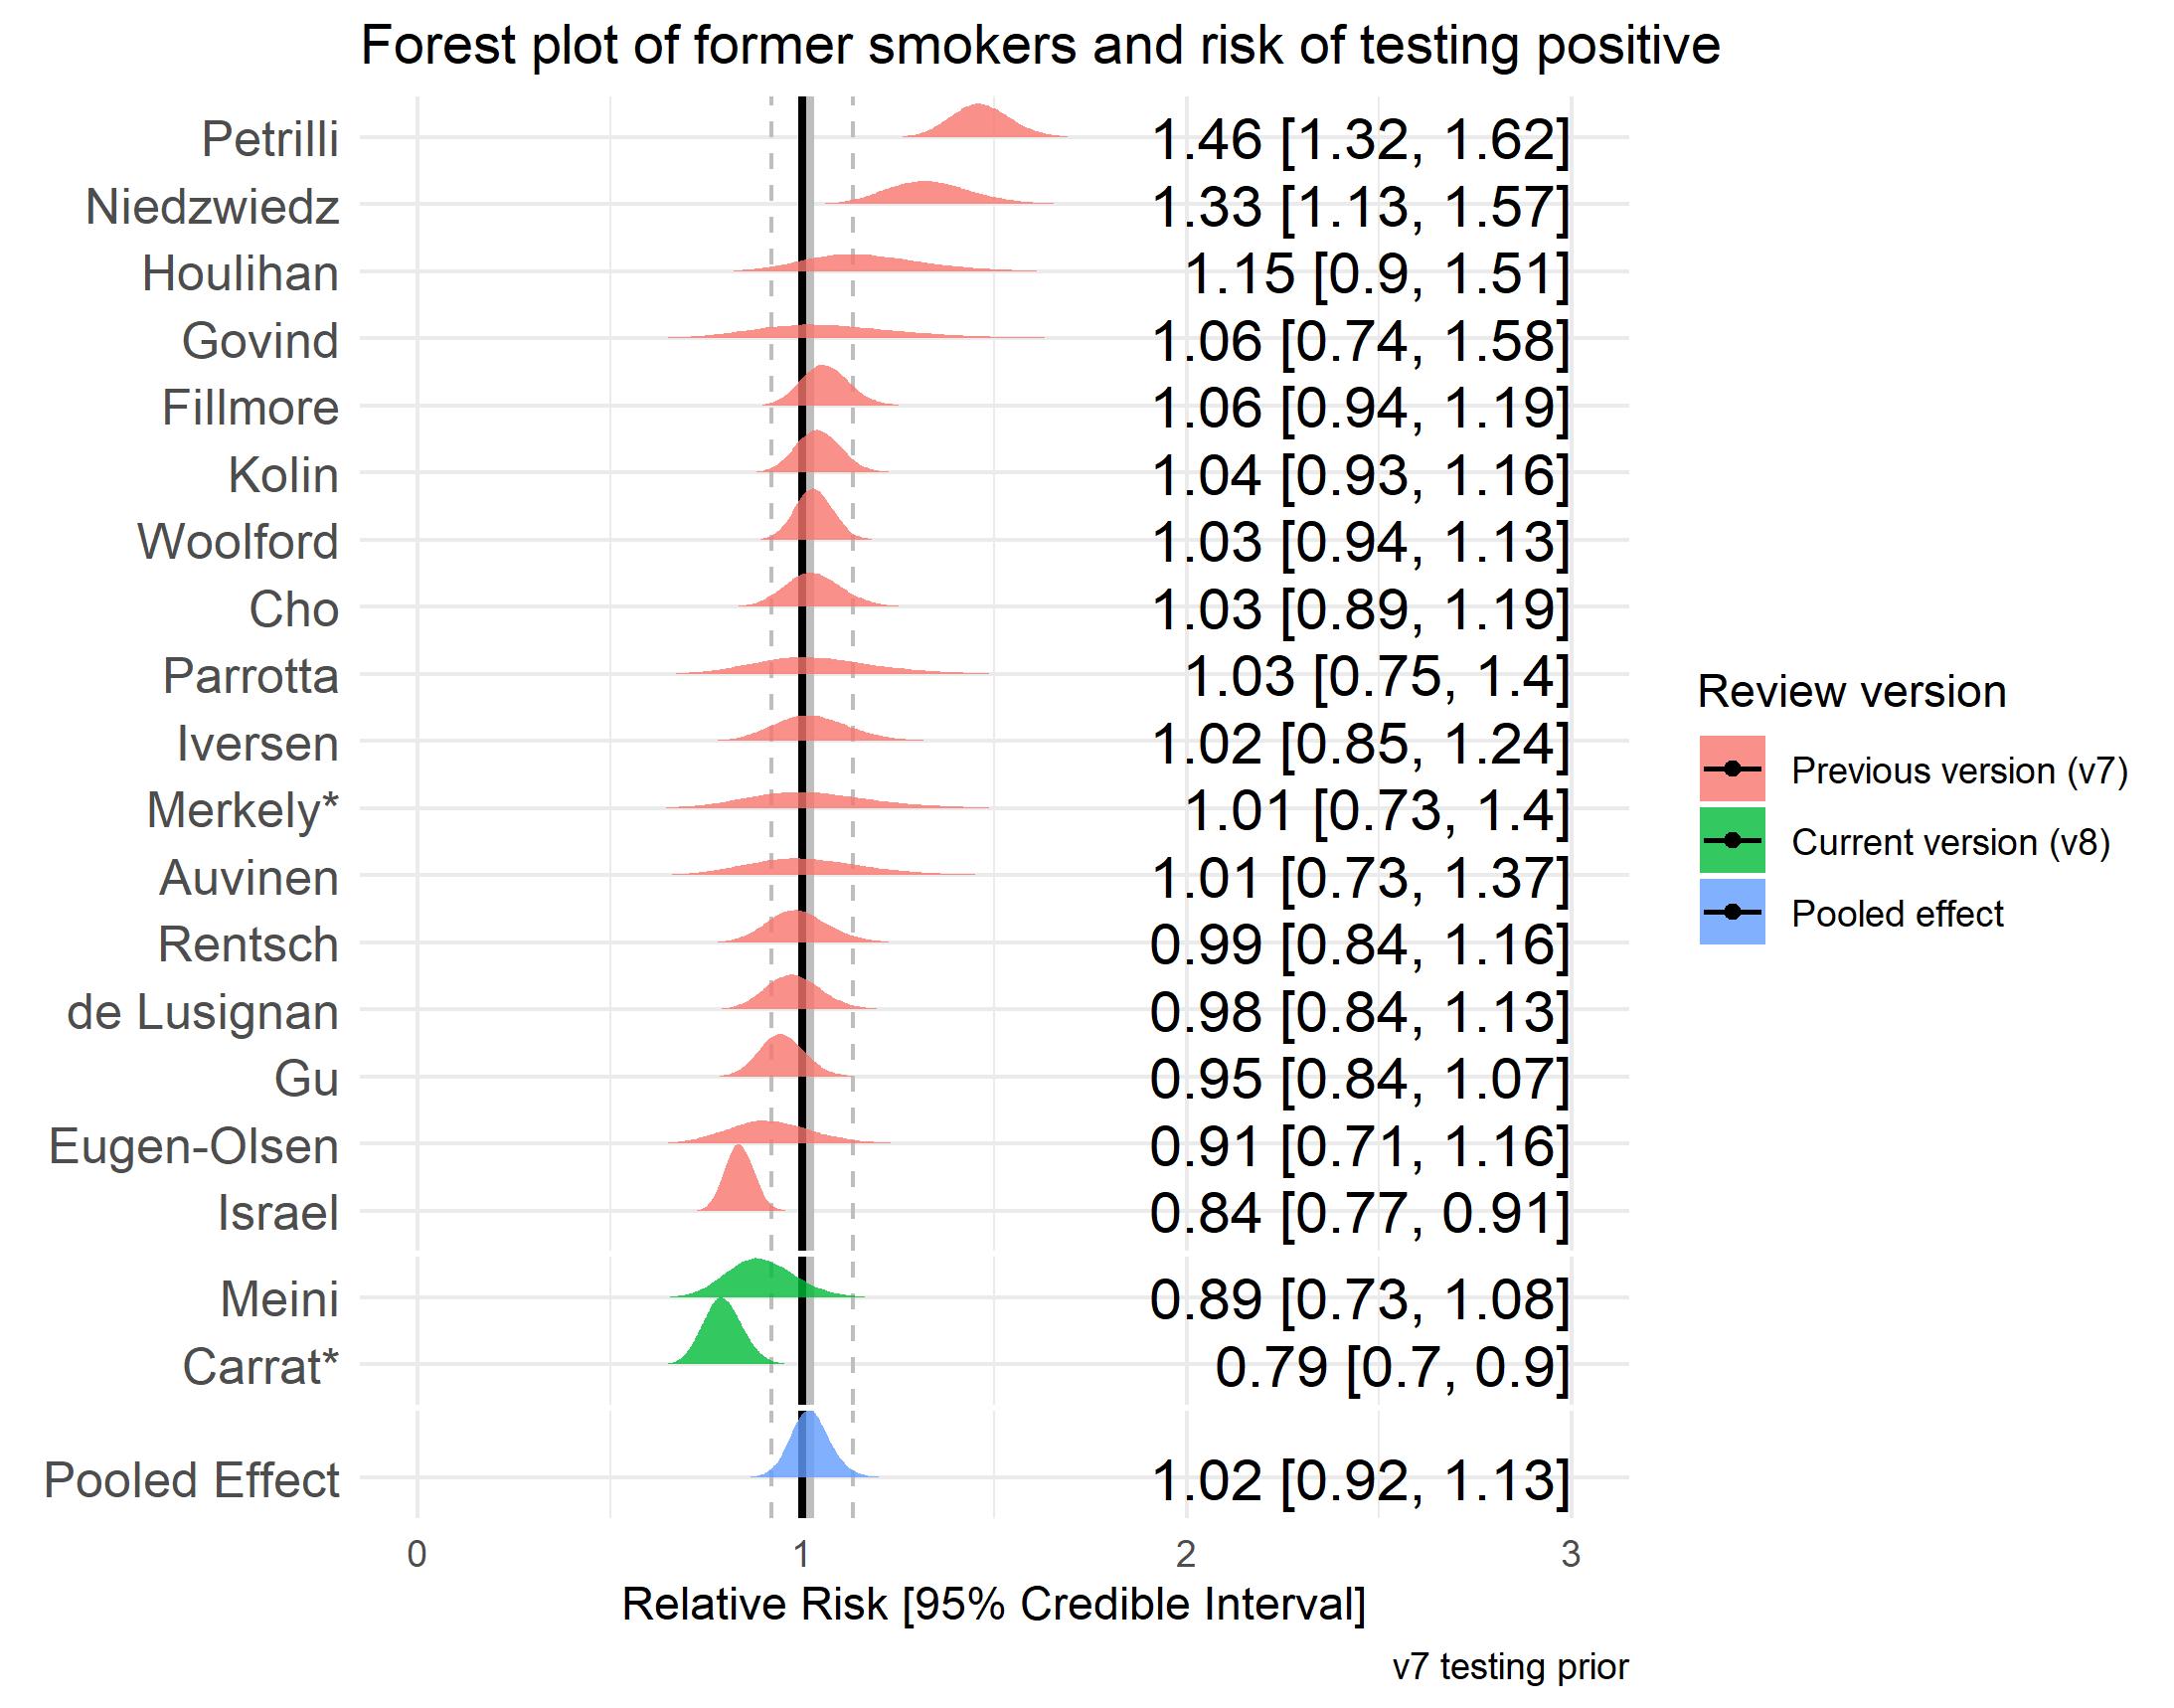 Forest plot of former smokers and risk of testing positive
Petrilli 1.46 [1.32, 1.62]
Niedzwiedz 1.33 [1.13, 1.57]
Houlihan 1.15 [0.9, 1.51]
Govind 1.06 [0.74, 1.58]
Fillmore 1.06 [0.94, 1.19]
Kolin 1.04 [0.93, 1.16]
Woolford 1.03 [0.94, 1.13]
Cho 1.03 [0.89, 1.19]
Parrotta 1.03 [0.75, 1.4]
Iversen 1.02 [0.85, 1.24]
Merkely* 1.01 [0.73, 1.4]
Auvinen 1.01 [0.73, 1.37]
Rentsch 0.99 [0.84, 1.16]
de Lusignan 0.98 [0.84, 1.13]
Gu 0.95 [0.84, 1.07]
Eugen-Olsen 0.91 [0.71, 1.16]
Israel 0.84 [0.77, 0.91]
Meini 0.89 [0.73, 1.08]
Carrat* 0.79 [0.7, 0.9]
Pooled Effect 1.02 [0.92, 1.13]
0 1 2 3
Relative Risk [95% Credible Interval]
v7 testing prior
Review version
Previous version (v7)
Current version (v8)
Pooled effect